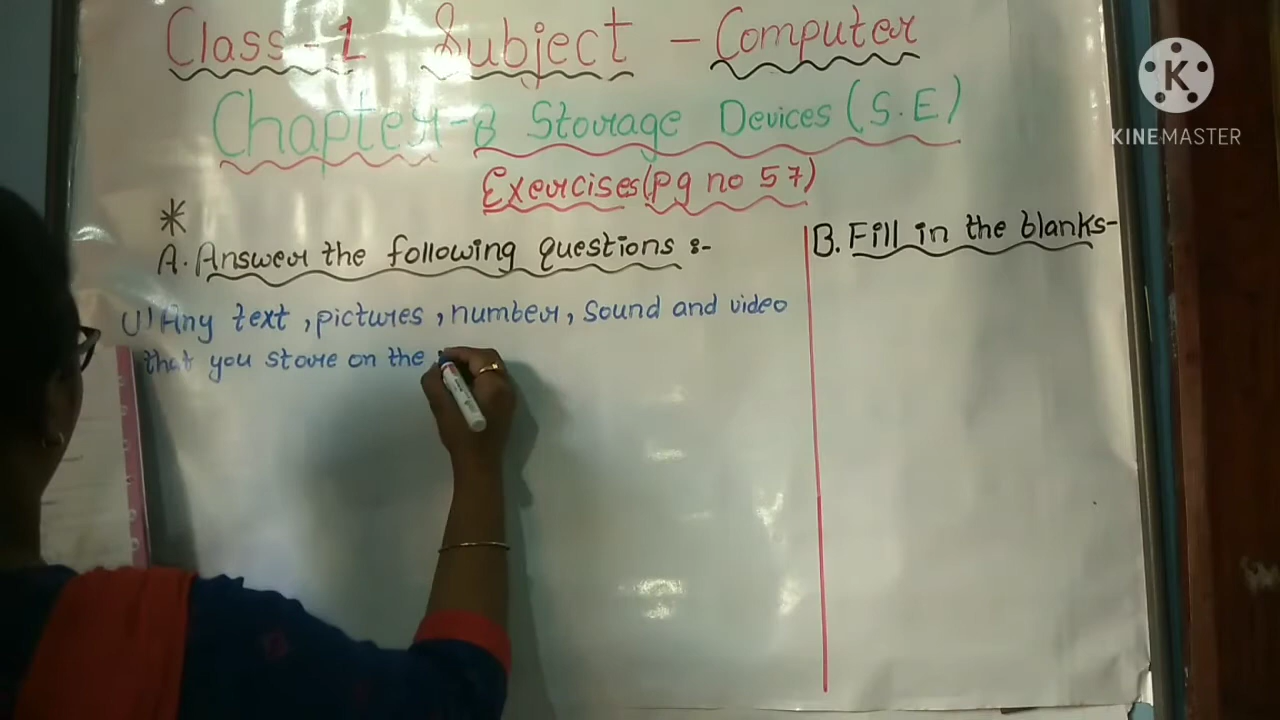 Class-1 Subject - Computer
Chapter-8 Storage Devices (S.E)
Exercises (pg no 57)
*
A. Answer the following questions :-
B. Fill in the blanks-
(1) Any text, pictures, number, sound and video
that you store on the
KINEMASTER